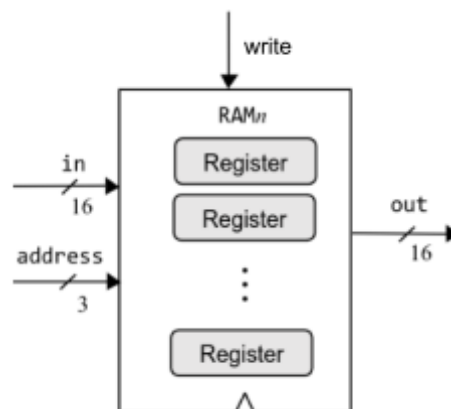 write
RAMn
Register
in
16
Register
out
16
address
3
Register